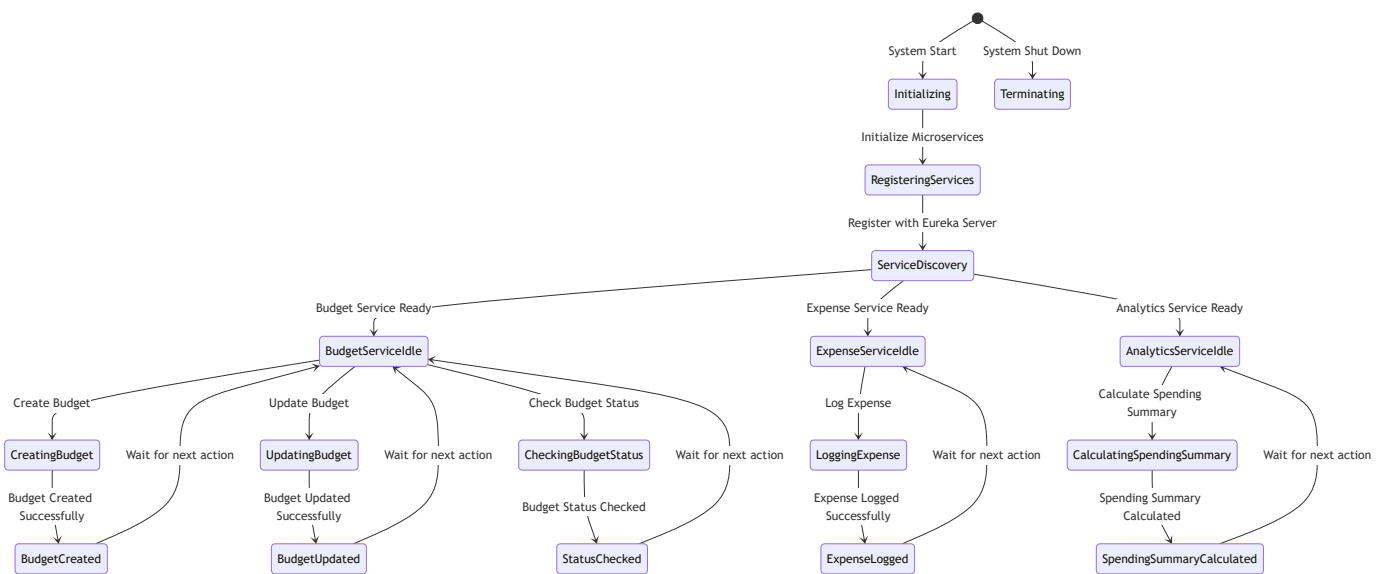 System Start
System Shut Down
Initializing
Terminating
Initialize Microservices
RegisteringServices
Register with Eureka Server
ServiceDiscovery
Budget Service Ready
Expense Service Ready
Analytics Service Ready
BudgetServiceIdle
ExpenseServiceIdle
AnalyticsServiceIdle
Create Budget
Update Budget
Check Budget Status
Log Expense
Calculate Spending
Summary
CreatingBudget
Wait for next action
UpdatingBudget
Wait for next action
CheckingBudgetStatus
Wait for next action
LoggingExpense
Wait for next action
CalculatingSpendingSummary
Wait for next action
Budget Created
Successfully
Budget Updated
Successfully
Budget Status Checked
Expense Logged
Successfully
Spending Summary
Calculated
BudgetCreated
BudgetUpdated
StatusChecked
ExpenseLogged
SpendingSummaryCalculated